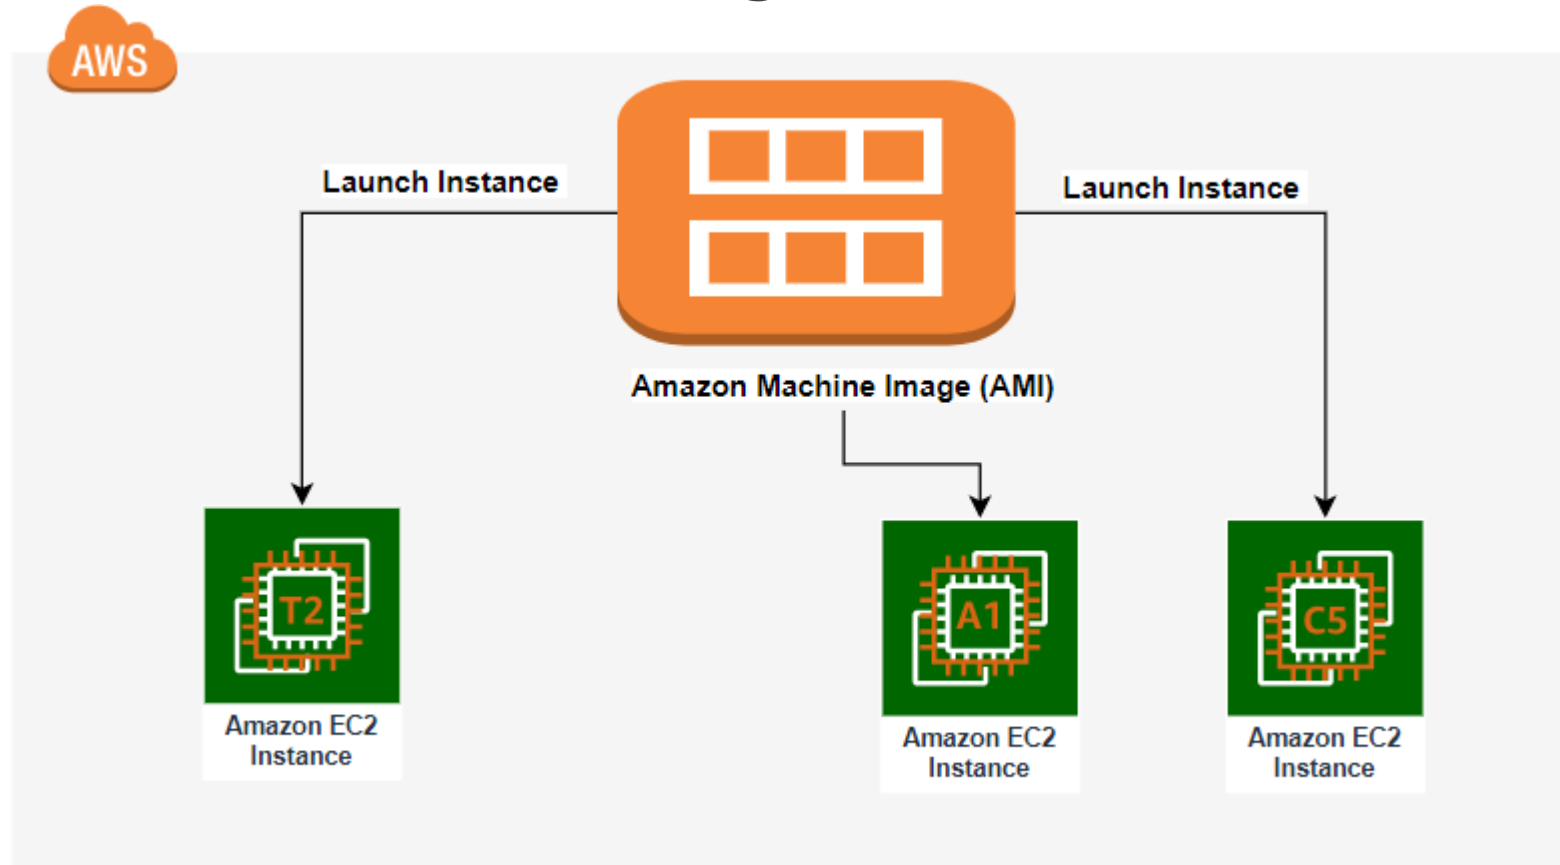 AWS
Launch Instance
Launch Instance
Amazon Machine Image (AMI)
T2
A1
C5
Amazon EC2
Instance
Amazon EC2
Instance
Amazon EC2
Instance